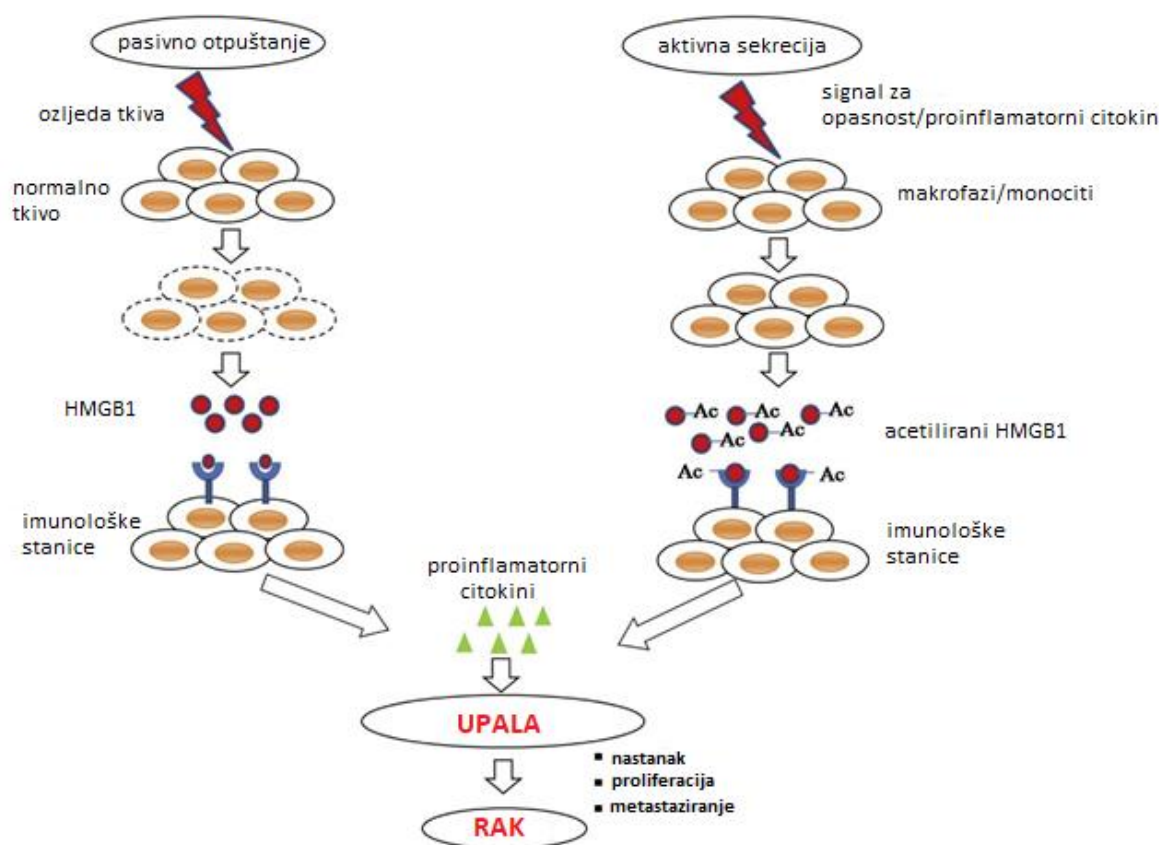 pasivno otpuštanje
ozljeda tkiva
normalno
tkivo
HMGB1
imunološke
stanice
aktivna sekrecija
signal za
opasnost/proinflamatorni citokin
makrofazi/monociti
Ac
Ac
Ac
Ac
Ac
acetilirani HMGB1
Ac
Ac
imunološke
stanice
proinflamatorni
citokini
UPALA
▪ nastanak
▪ proliferacija
▪ metastaziranje
RAK